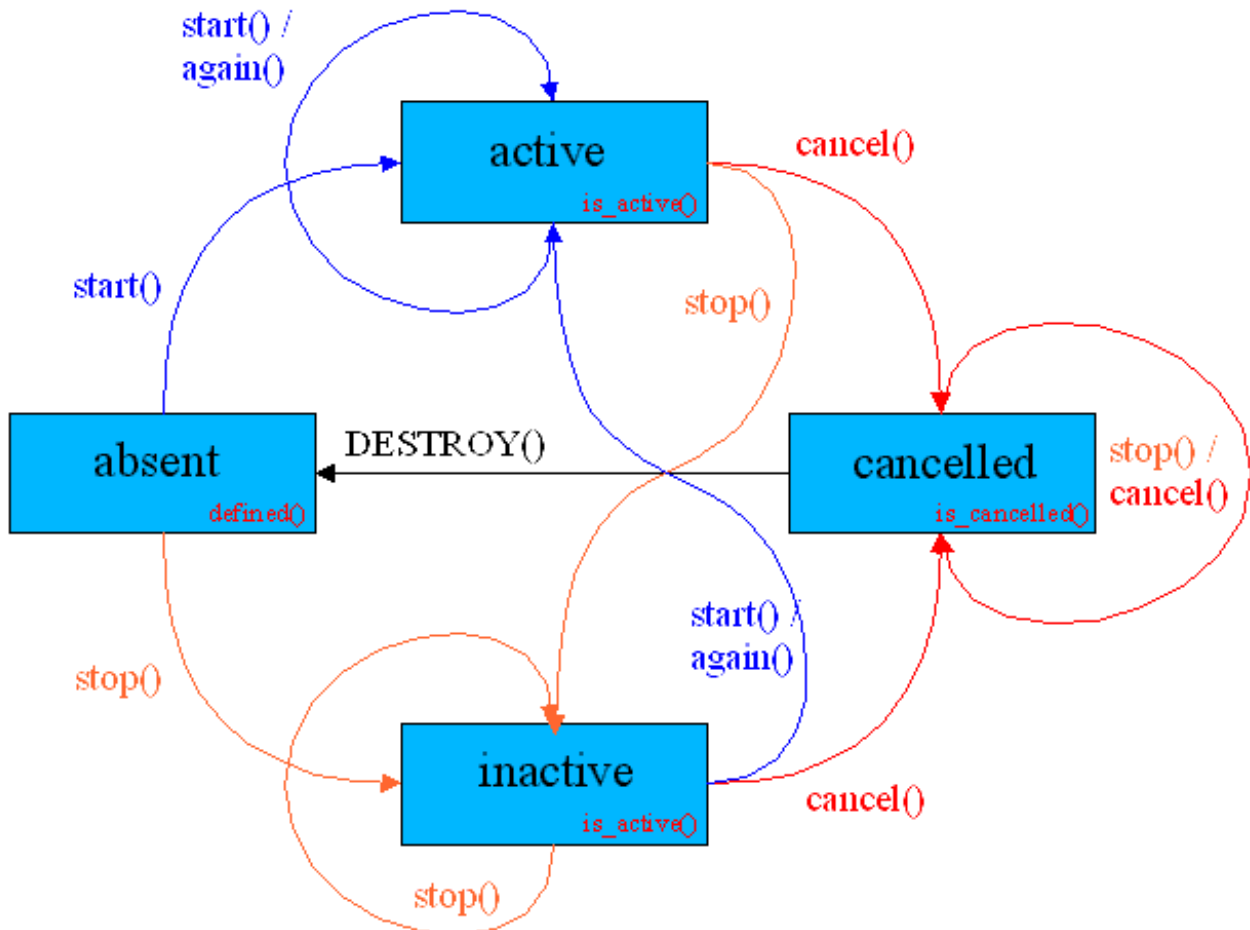 start() /
again()
active
is_active()
cancel()
start()
stop()
absent
defined()
DESTROY()
cancelled
is_cancelled()
stop() /
cancel()
start() /
again()
stop()
inactive
is_active()
cancel()
stop()